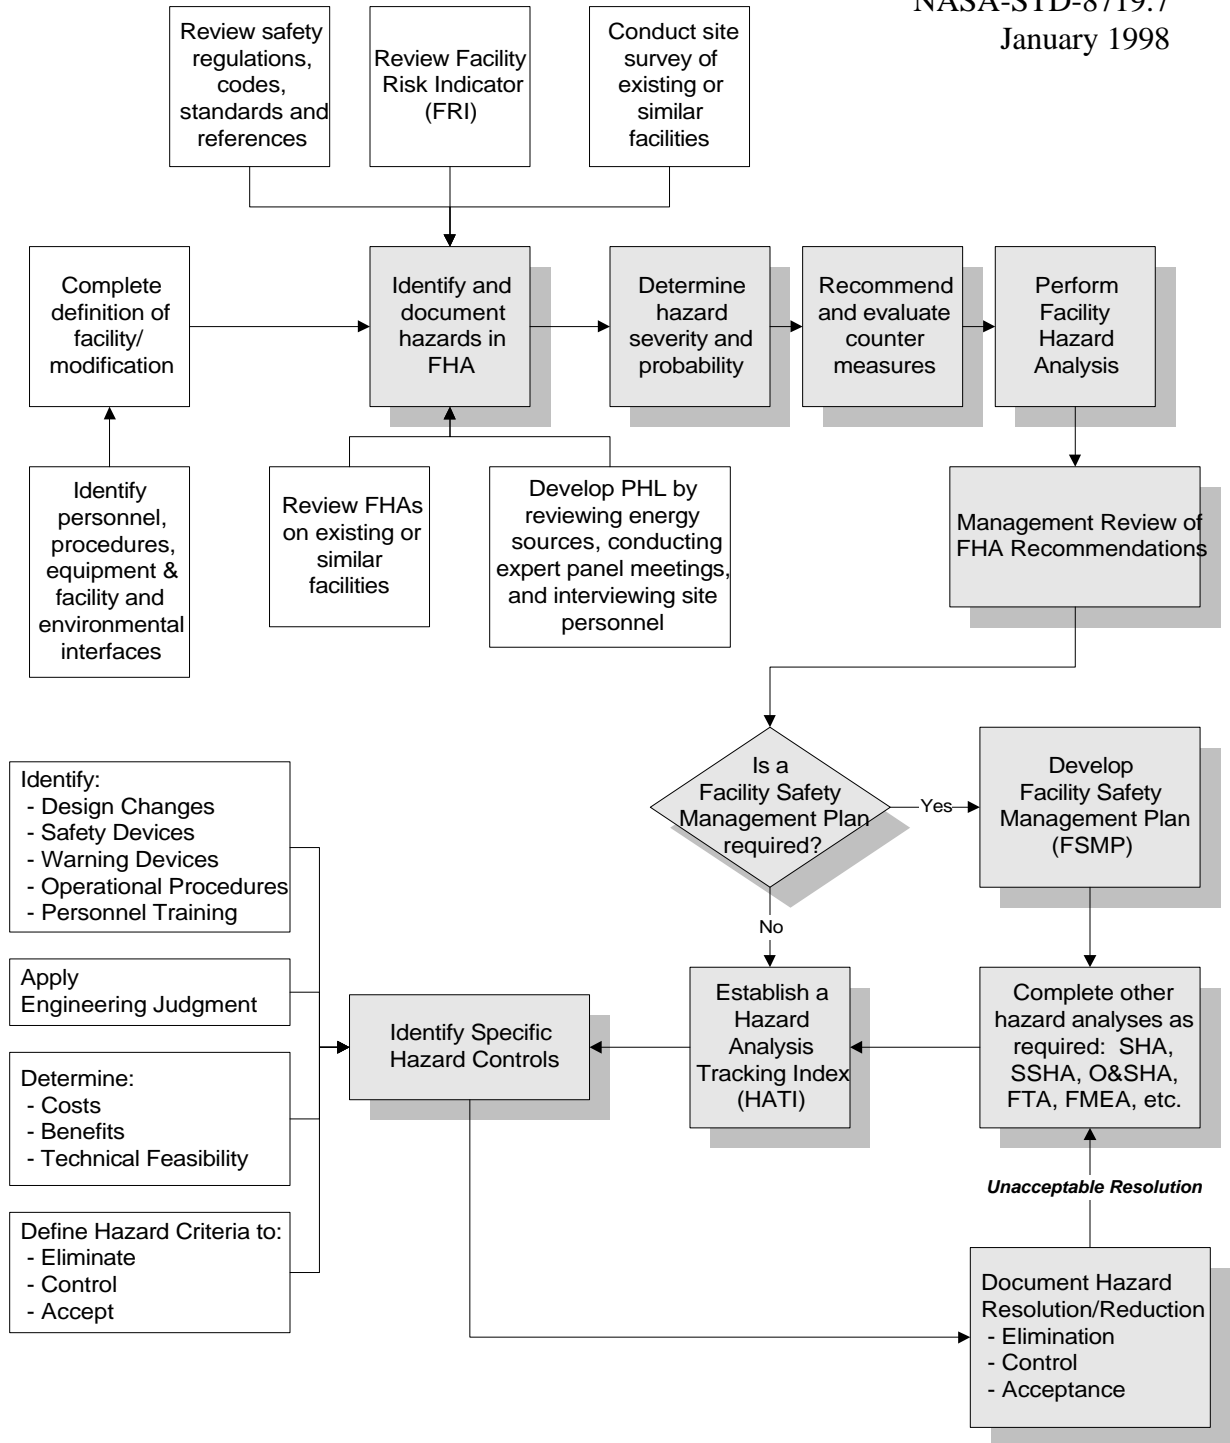 NASA-STD-8719.7
January 1998
Review safety
regulations,
codes,
standards and
references
Review Facility
Risk Indicator
(FRI)
Conduct site
survey of
existing or
similar
facilities
Complete
definition of
facility/
modification
Identify and
document
hazards in
FHA
Determine
hazard
severity and
probability
Recommend
and evaluate
counter
measures
Perform
Facility
Hazard
Analysis
Identify
personnel,
procedures,
equipment &
facility and
environmental
interfaces
Review FHAs
on existing or
similar
facilities
Develop PHL by
reviewing energy
sources, conducting
expert panel meetings,
and interviewing site
personnel
Management Review of
FHA Recommendations
Is a
Facility Safety
Management Plan
required?
Yes
Develop
Facility Safety
Management Plan
(FSMP)
No
Identify:
- Design Changes
- Safety Devices
- Warning Devices
- Operational Procedures
- Personnel Training
Apply
Engineering Judgment
Determine:
- Costs
- Benefits
- Technical Feasibility
Define Hazard Criteria to:
- Eliminate
- Control
- Accept
Identify Specific
Hazard Controls
Establish a
Hazard
Analysis
Tracking Index
(HATI)
Complete other
hazard analyses as
required: SHA,
SSHA, O&SHA,
FTA, FMEA, etc.
Unacceptable Resolution
Document Hazard
Resolution/Reduction
- Elimination
- Control
- Acceptance